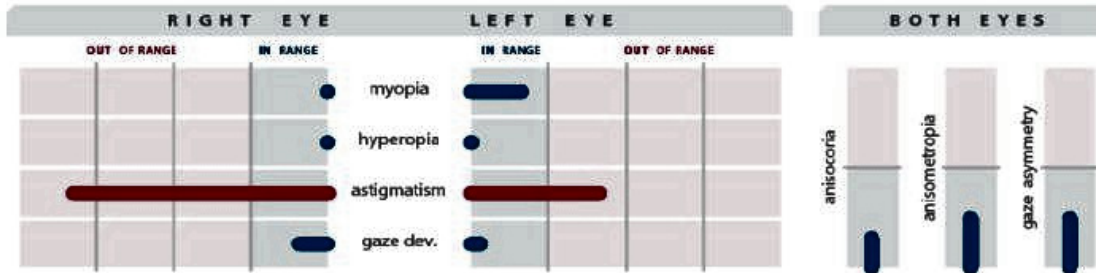 RIGHT EYE LEFT EYE BOTH EYES
OUT OF RANGE IN RANGE IN RANGE OUT OF RANGE
myopia
hyperopia
astigmatism
gaze dev.
anisocoria
anisometropia
gaze asymmetry